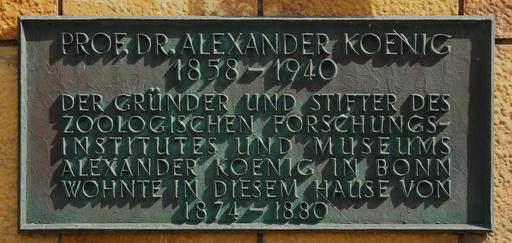 PROF. DR. ALEXANDER KOENIG
1858 – 1940
DER GRÜNDER UND STIFTER DES
ZOOLOGISCHEN FORSCHUNGS-
INSTITUTES UND MUSEUMS
ALEXANDER KOENIG IN BONN
WOHNTE IN DIESEM HAUSE VON
1874 – 1880